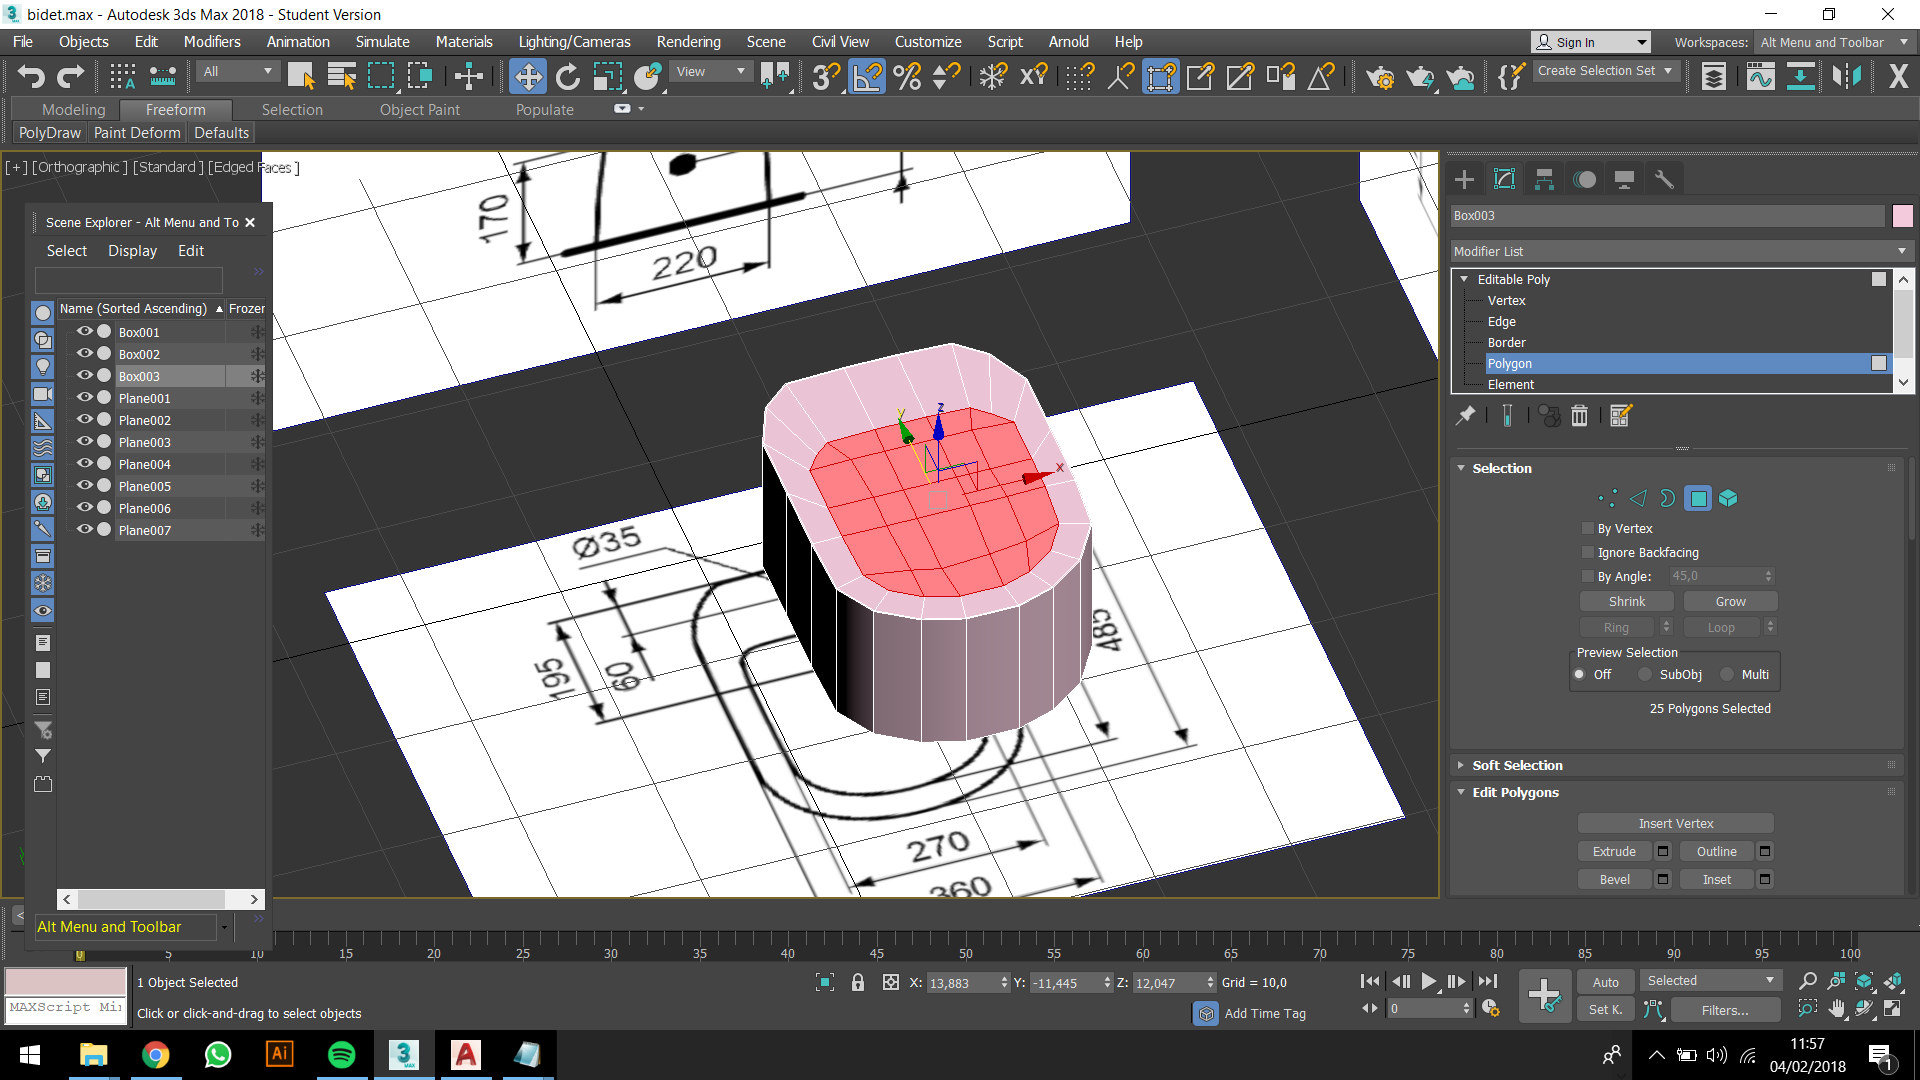 bidet.max - Autodesk 3ds Max 2018 - Student Version
File Objects Edit Modifiers Animation Simulate Materials Lighting/Cameras Rendering Scene Civil View Customize Script Arnold Help
Sign In
Workspaces: Alt Menu and Toolbar
All
View
Create Selection Set
Modeling Freeform Selection Object Paint Populate
PolyDraw Paint Deform Defaults
[+] [Orthographic ] [Standard ] [Edged Faces ]
Scene Explorer - Alt Menu and To
Select Display Edit
Name (Sorted Ascending) Frozen
Box001
Box002
Box003
Plane001
Plane002
Plane003
Plane004
Plane005
Plane006
Plane007
Alt Menu and Toolbar
170
220
Ø35
195
60
485
270
360
x
y
z
Box003
Modifier List
Editable Poly
Vertex
Edge
Border
Polygon
Element
Selection
By Vertex
Ignore Backfacing
By Angle: 45,0
Shrink Grow
Ring Loop
Preview Selection
Off SubObj Multi
25 Polygons Selected
Soft Selection
Edit Polygons
Insert Vertex
Extrude Outline
Bevel Inset
0 5 10 15 20 25 30 35 40 45 50 55 60 65 70 75 80 85 90 95 100
1 Object Selected
X: 13,883 Y: -11,445 Z: 12,047 Grid = 10,0
Auto Selected
MAXScript Mi
Click or click-and-drag to select objects
Add Time Tag
0
Set K. Filters...
11:57
04/02/2018
1